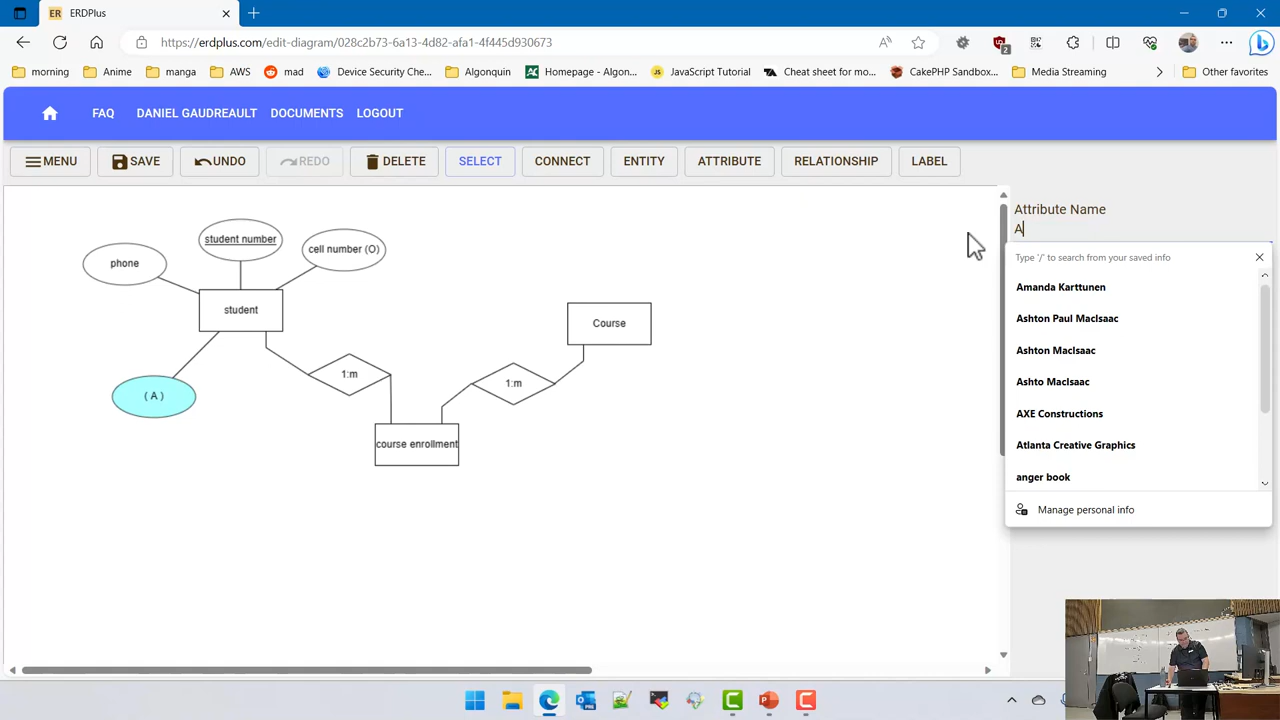 ERDPlus
https://erdplus.com/edit-diagram/028c2b73-6a13-4d82-afa1-4f445d930673
morning
Anime
manga
AWS
mad
Device Security Che...
Algonquin
Homepage - Algon...
JavaScript Tutorial
Cheat sheet for mo...
CakePHP Sandbox...
Media Streaming
Other favorites
FAQ
DANIEL GAUDREAULT
DOCUMENTS
LOGOUT
MENU
SAVE
UNDO
REDO
DELETE
SELECT
CONNECT
ENTITY
ATTRIBUTE
RELATIONSHIP
LABEL
Attribute Name
A
Type '/' to search from your saved info
Amanda Karttunen
Ashton Paul MacIsaac
Ashton MacIsaac
Ashto MacIsaac
AXE Constructions
Atlanta Creative Graphics
anger book
Manage personal info
student number
phone
cell number (O)
student
Course
1:m
1:m
( A )
course enrollment